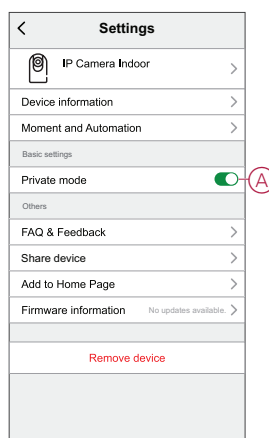 Settings
IP Camera Indoor
Device information
Moment and Automation
Basic settings
Private mode
A
Others
FAQ & Feedback
Share device
Add to Home Page
Firmware information No updates available.
Remove device